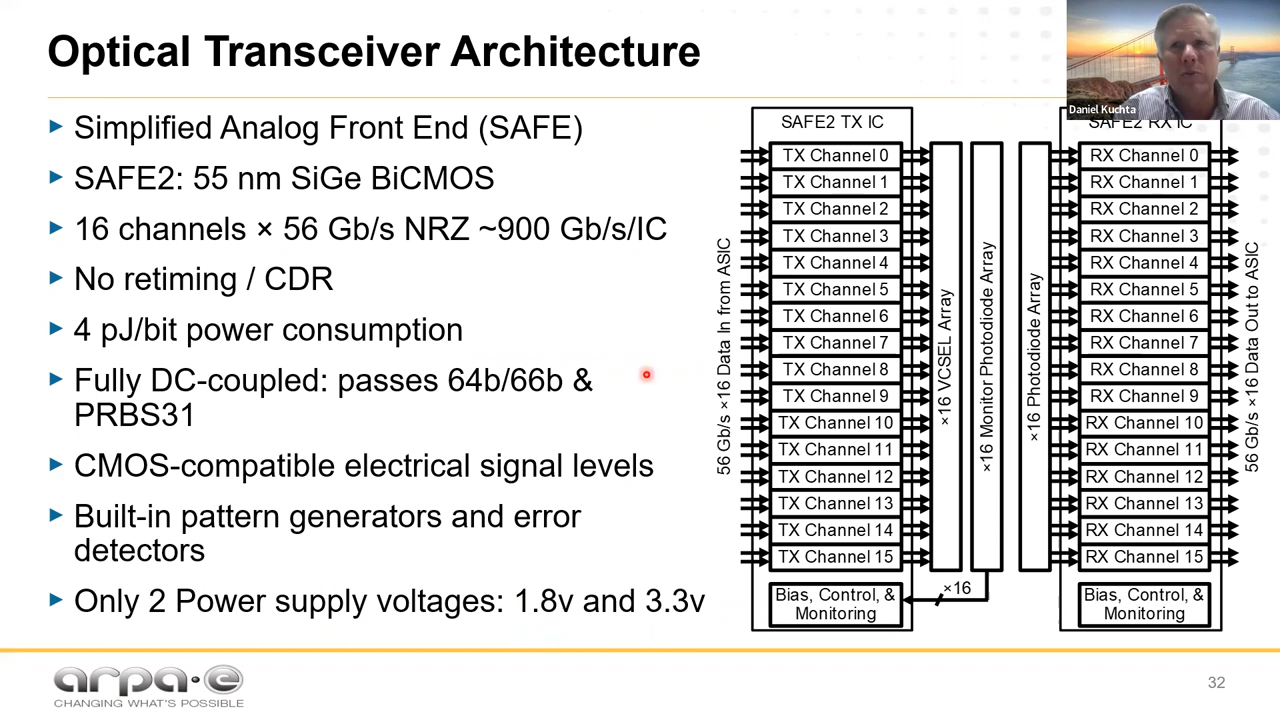 Optical Transceiver Architecture
Daniel Kuchta
Simplified Analog Front End (SAFE)
SAFE2: 55 nm SiGe BiCMOS
16 channels × 56 Gb/s NRZ ~900 Gb/s/IC
No retiming / CDR
4 pJ/bit power consumption
Fully DC-coupled: passes 64b/66b &
PRBS31
CMOS-compatible electrical signal levels
Built-in pattern generators and error
detectors
Only 2 Power supply voltages: 1.8v and 3.3v
56 Gb/s ×16 Data In from ASIC
SAFE2 TX IC
TX Channel 0
TX Channel 1
TX Channel 2
TX Channel 3
TX Channel 4
TX Channel 5
TX Channel 6
TX Channel 7
TX Channel 8
TX Channel 9
TX Channel 10
TX Channel 11
TX Channel 12
TX Channel 13
TX Channel 14
TX Channel 15
Bias, Control, &
Monitoring
×16 VCSEL Array
×16 Monitor Photodiode Array
×16
×16 Photodiode Array
SAFE2 RX IC
RX Channel 0
RX Channel 1
RX Channel 2
RX Channel 3
RX Channel 4
RX Channel 5
RX Channel 6
RX Channel 7
RX Channel 8
RX Channel 9
RX Channel 10
RX Channel 11
RX Channel 12
RX Channel 13
RX Channel 14
RX Channel 15
Bias, Control, &
Monitoring
56 Gb/s ×16 Data Out to ASIC
arpa·e
CHANGING WHAT'S POSSIBLE
32